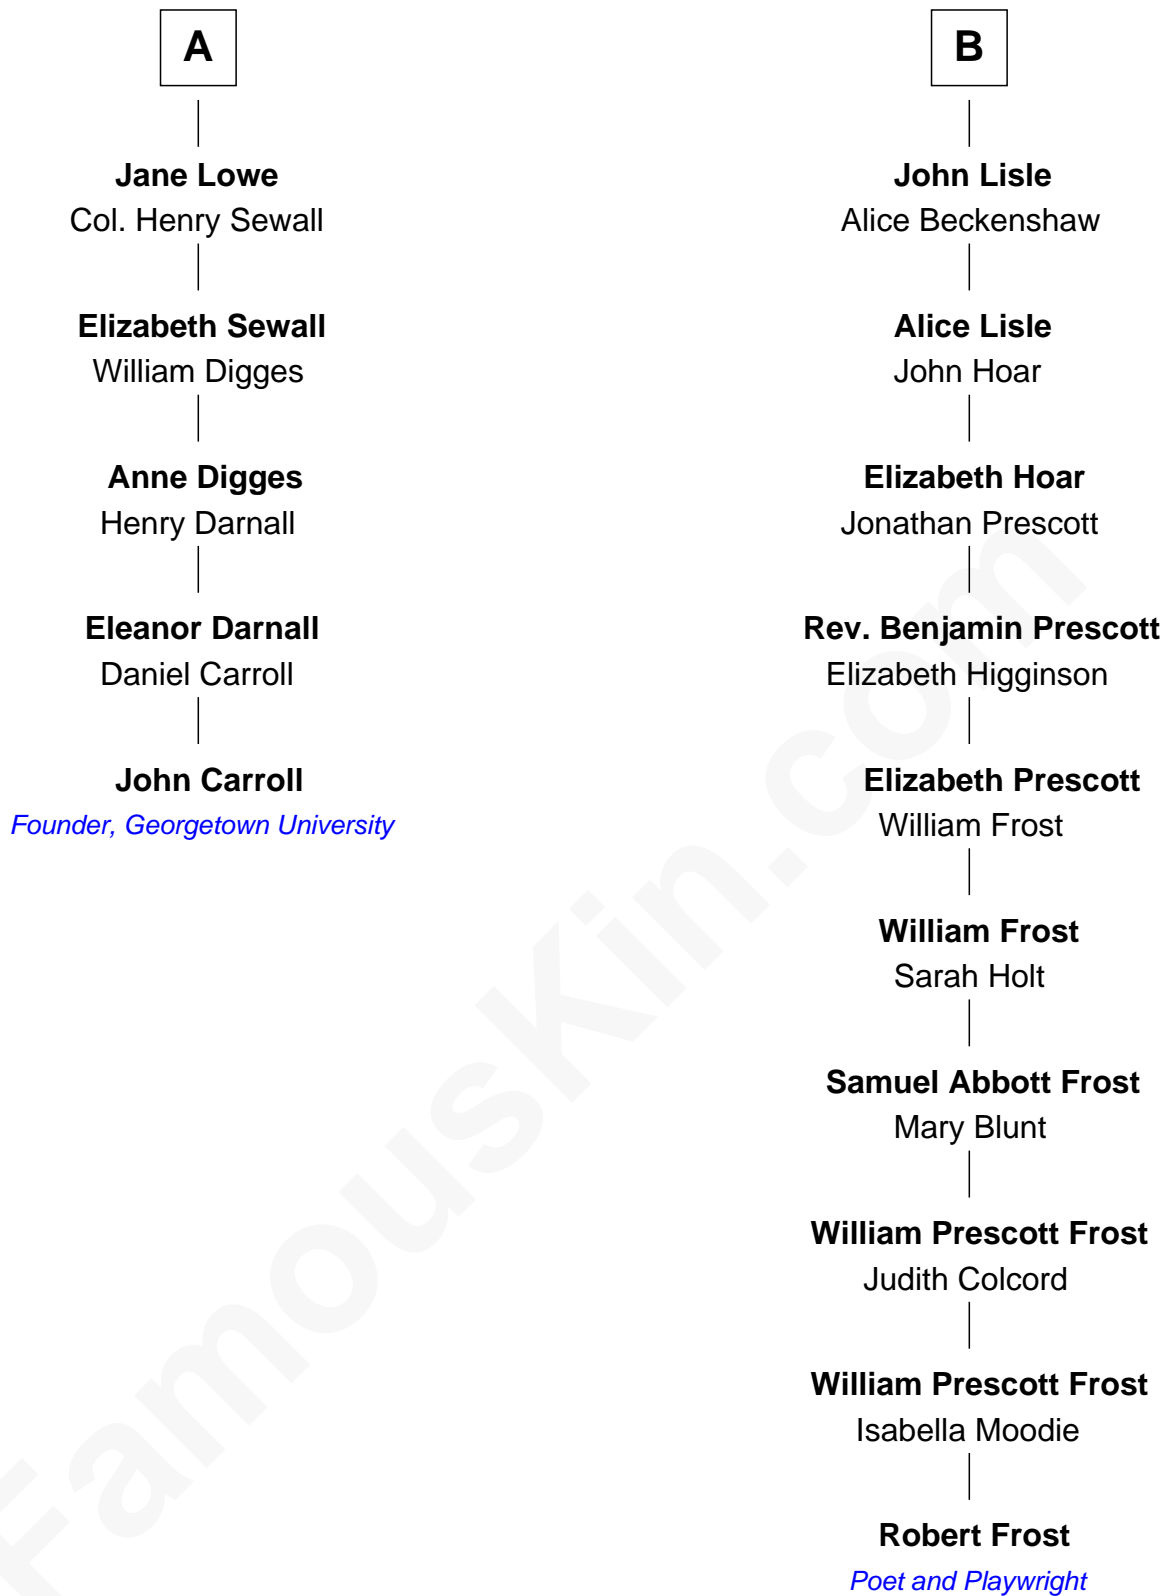 A
Jane Lowe
Col. Henry Sewall
Elizabeth Sewall
William Digges
Anne Digges
Henry Darnall
Eleanor Darnall
Daniel Carroll
John Carroll
Founder, Georgetown University
B
John Lisle
Alice Beckenshaw
Alice Lisle
John Hoar
Elizabeth Hoar
Jonathan Prescott
Rev. Benjamin Prescott
Elizabeth Higginson
Elizabeth Prescott
William Frost
William Frost
Sarah Holt
Samuel Abbott Frost
Mary Blunt
William Prescott Frost
Judith Colcord
William Prescott Frost
Isabella Moodie
Robert Frost
Poet and Playwright
FamousKin.com